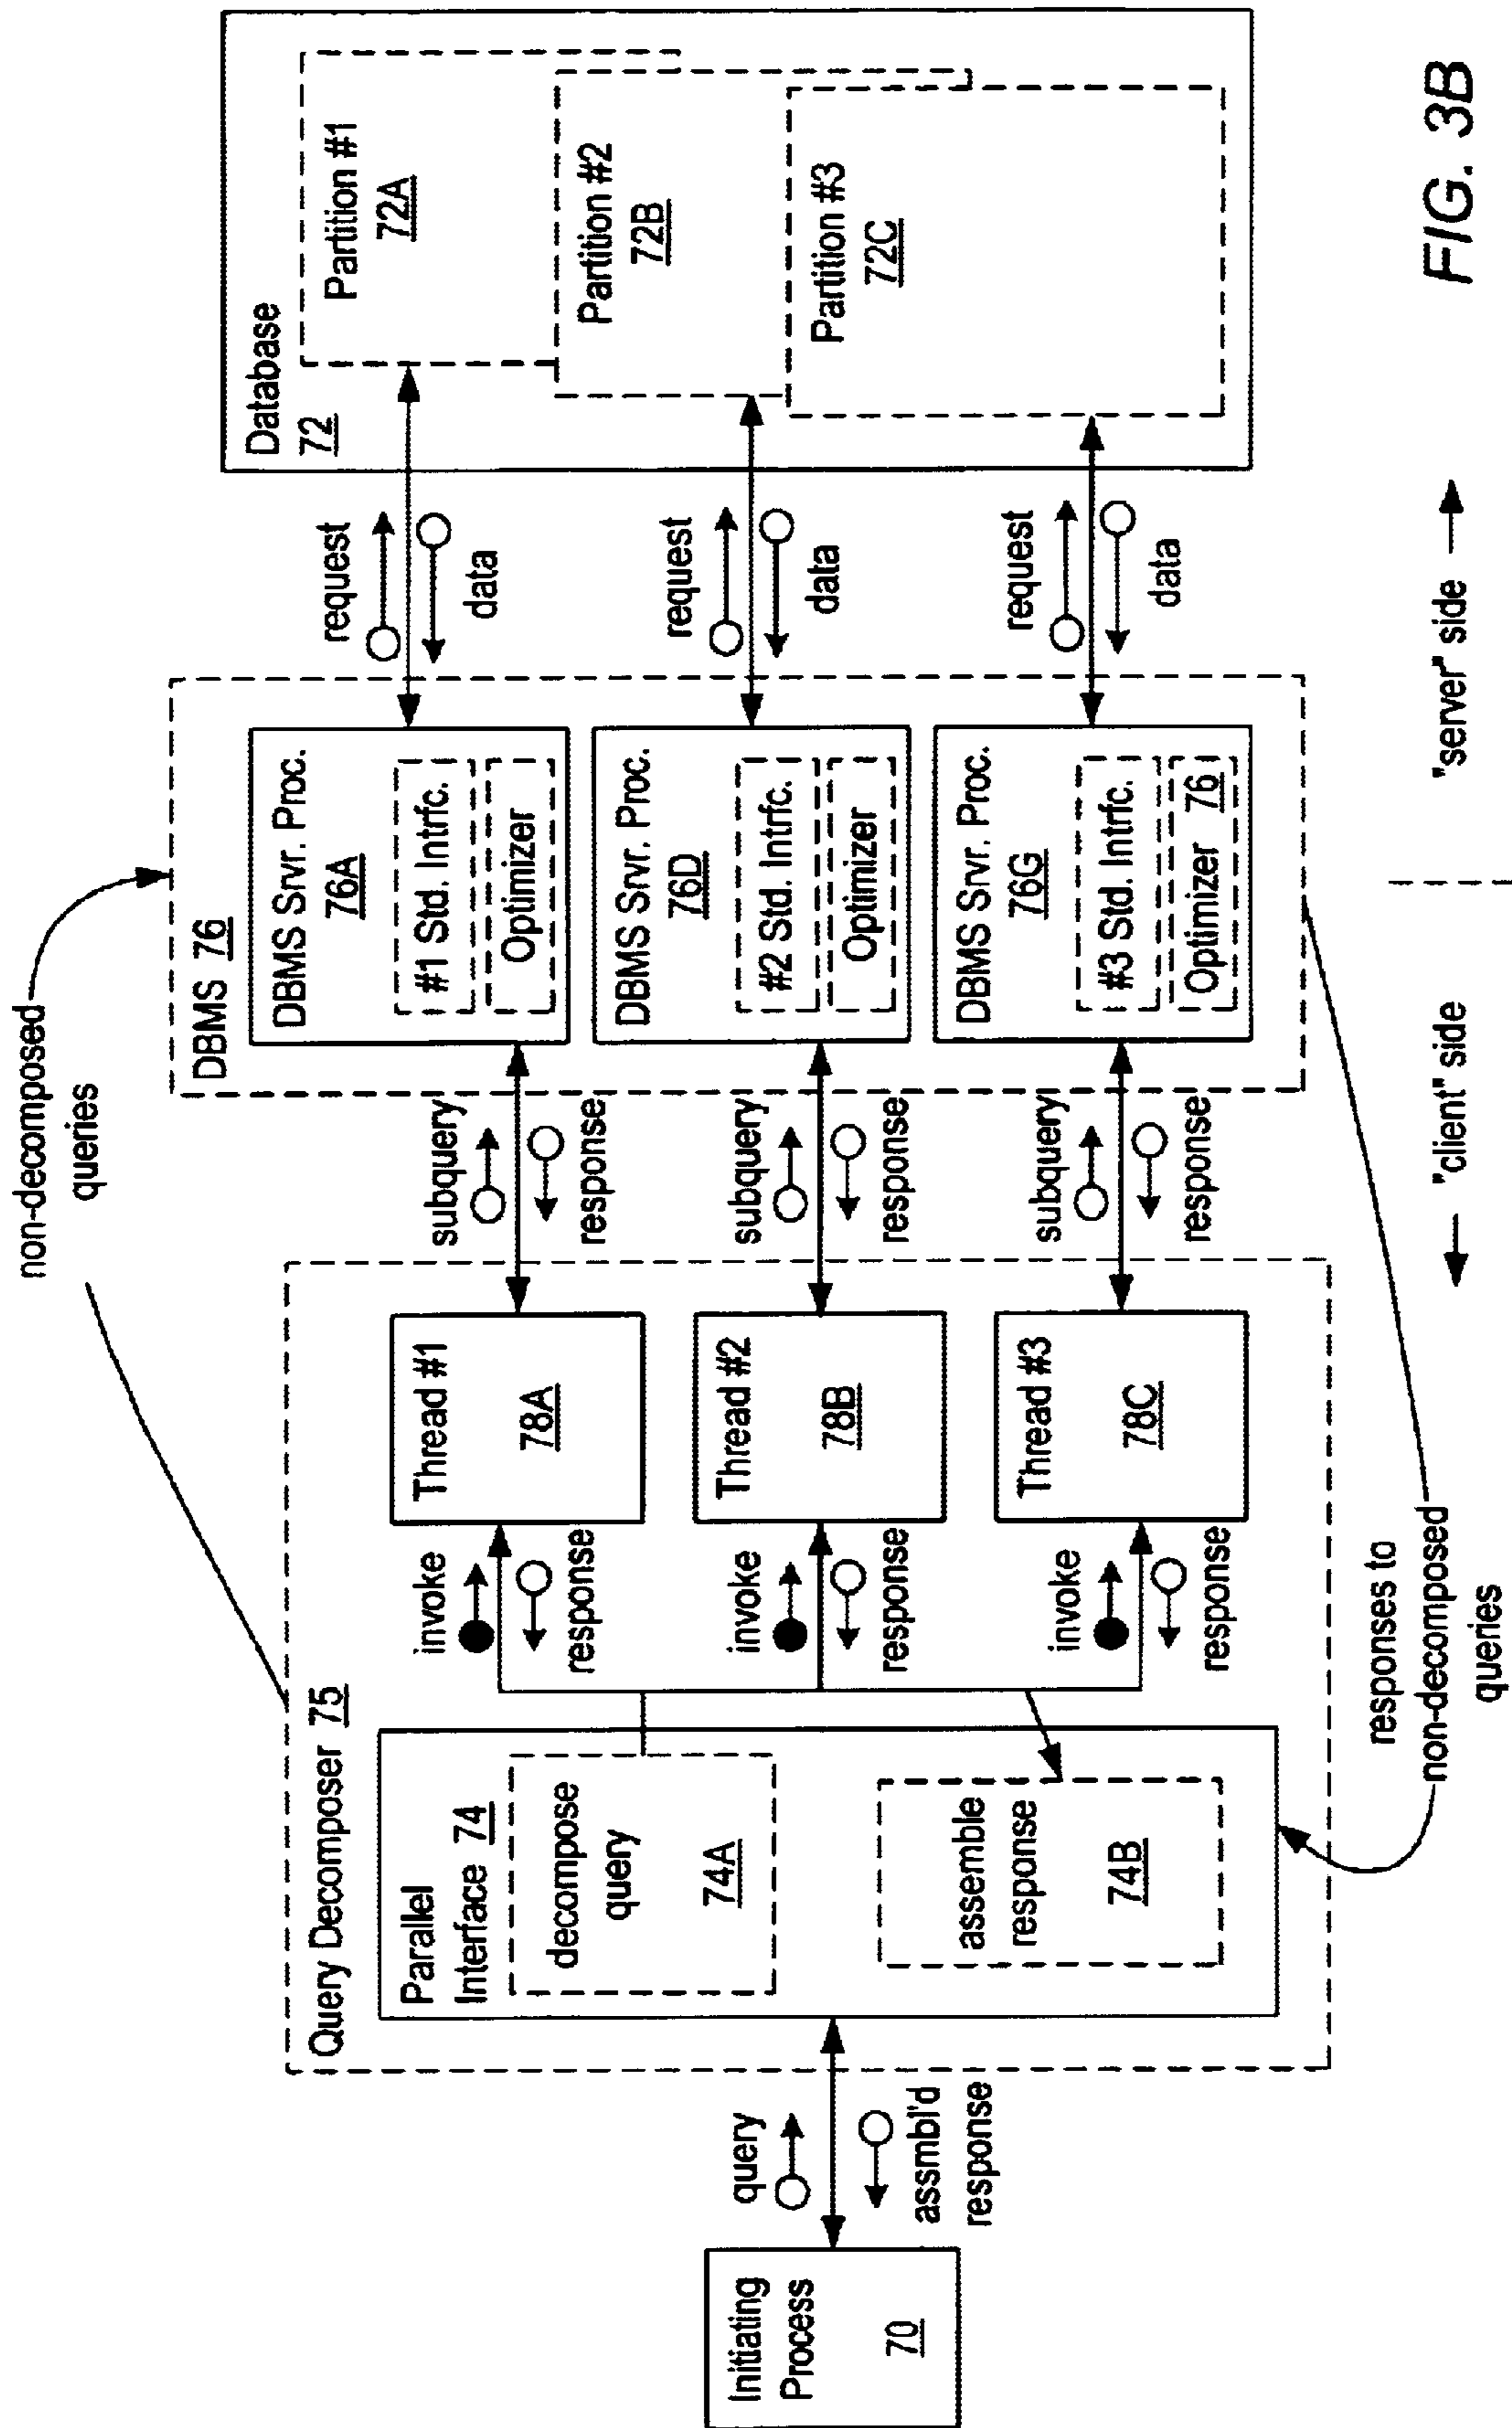 non-decomposed
queries
Query Decomposer 75
Parallel
Interface 74
decompose
query
74A
assemble
response
74B
Initiating
Process
70
query
assmbl'd
response
invoke
response
invoke
response
invoke
response
Thread #1
78A
Thread #2
78B
Thread #3
78C
subquery
response
subquery
response
subquery
response
DBMS 76
DBMS Srvr. Proc.
76A
#1 Std. Intrfc.
Optimizer
DBMS Srvr. Proc.
76D
#2 Std. Intrfc.
Optimizer
DBMS Srvr. Proc.
76G
#3 Std. Intrfc.
Optimizer 76
request
data
request
data
request
data
Database
72
Partition #1
72A
Partition #2
72B
Partition #3
72C
responses to
non-decomposed
queries
"client" side
"server" side
FIG. 3B